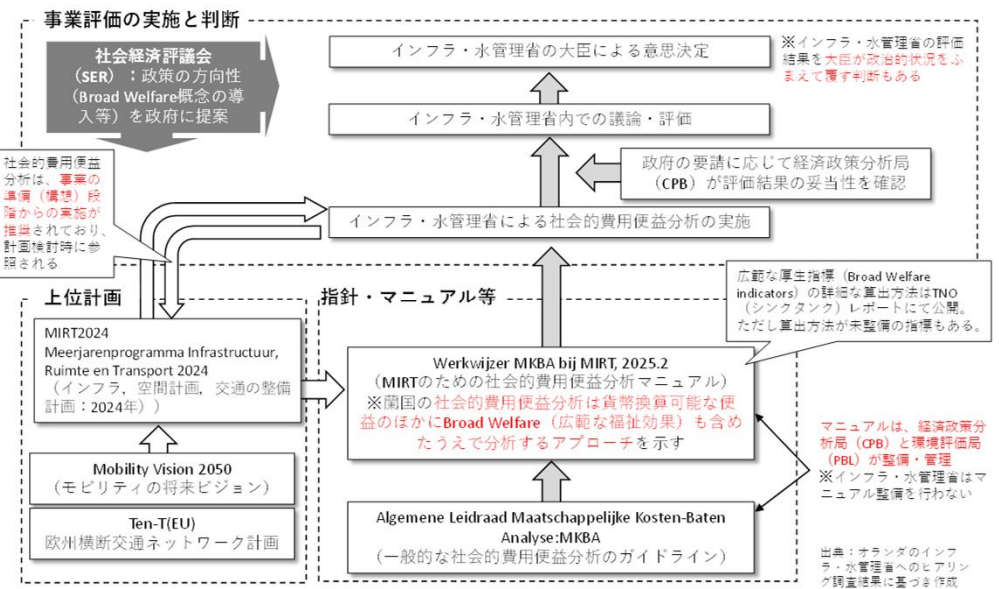 事業評価の実施と判断
社会経済評議会
（SER）：政策の方向性
（Broad Welfare概念の導
入等）を政府に提案
インフラ・水管理省の大臣による意思決定
※インフラ・水管理省の評価
結果を大臣が政治的状況をふ
まえて覆す判断もある
インフラ・水管理省内での議論・評価
政府の要請に応じて経済政策分析局
（CPB）が評価結果の妥当性を確認
社会的費用便益
分析は、事業の
準備（構想）段
階からの実施が
推奨されており、
計画検討時に参
照される
インフラ・水管理省による社会的費用便益分析の実施
上位計画
MIRT2024
Meerjarenprogramma Infrastructuur,
Ruimte en Transport 2024
（インフラ，空間計画，交通の整備
計画：2024年））
Mobility Vision 2050
（モビリティの将来ビジョン）
Ten-T(EU)
欧州横断交通ネットワーク計画
指針・マニュアル等
広範な厚生指標（Broad Welfare
indicators）の詳細な算出方法はTNO
（シンクタンク）レポートにて公開。
ただし算出方法が未整備の指標もある。
Werkwijzer MKBA bij MIRT, 2025.2
（MIRTのための社会的費用便益分析マニュアル）
※蘭国の社会的費用便益分析は貨幣換算可能な便
益のほかにBroad Welfare（広範な福祉効果）も含め
たうえで分析するアプローチを示す
Algemene Leidraad Maatschappelijke Kosten-Baten
Analyse:MKBA
（一般的な社会的費用便益分析のガイドライン）
マニュアルは、経済政策分
析局（CPB）と環境評価局
（PBL）が整備・管理
※インフラ・水管理省はマ
ニュアル整備を行わない
出典：オランダのインフ
ラ・水管理省へのヒアリン
グ調査結果に基づき作成